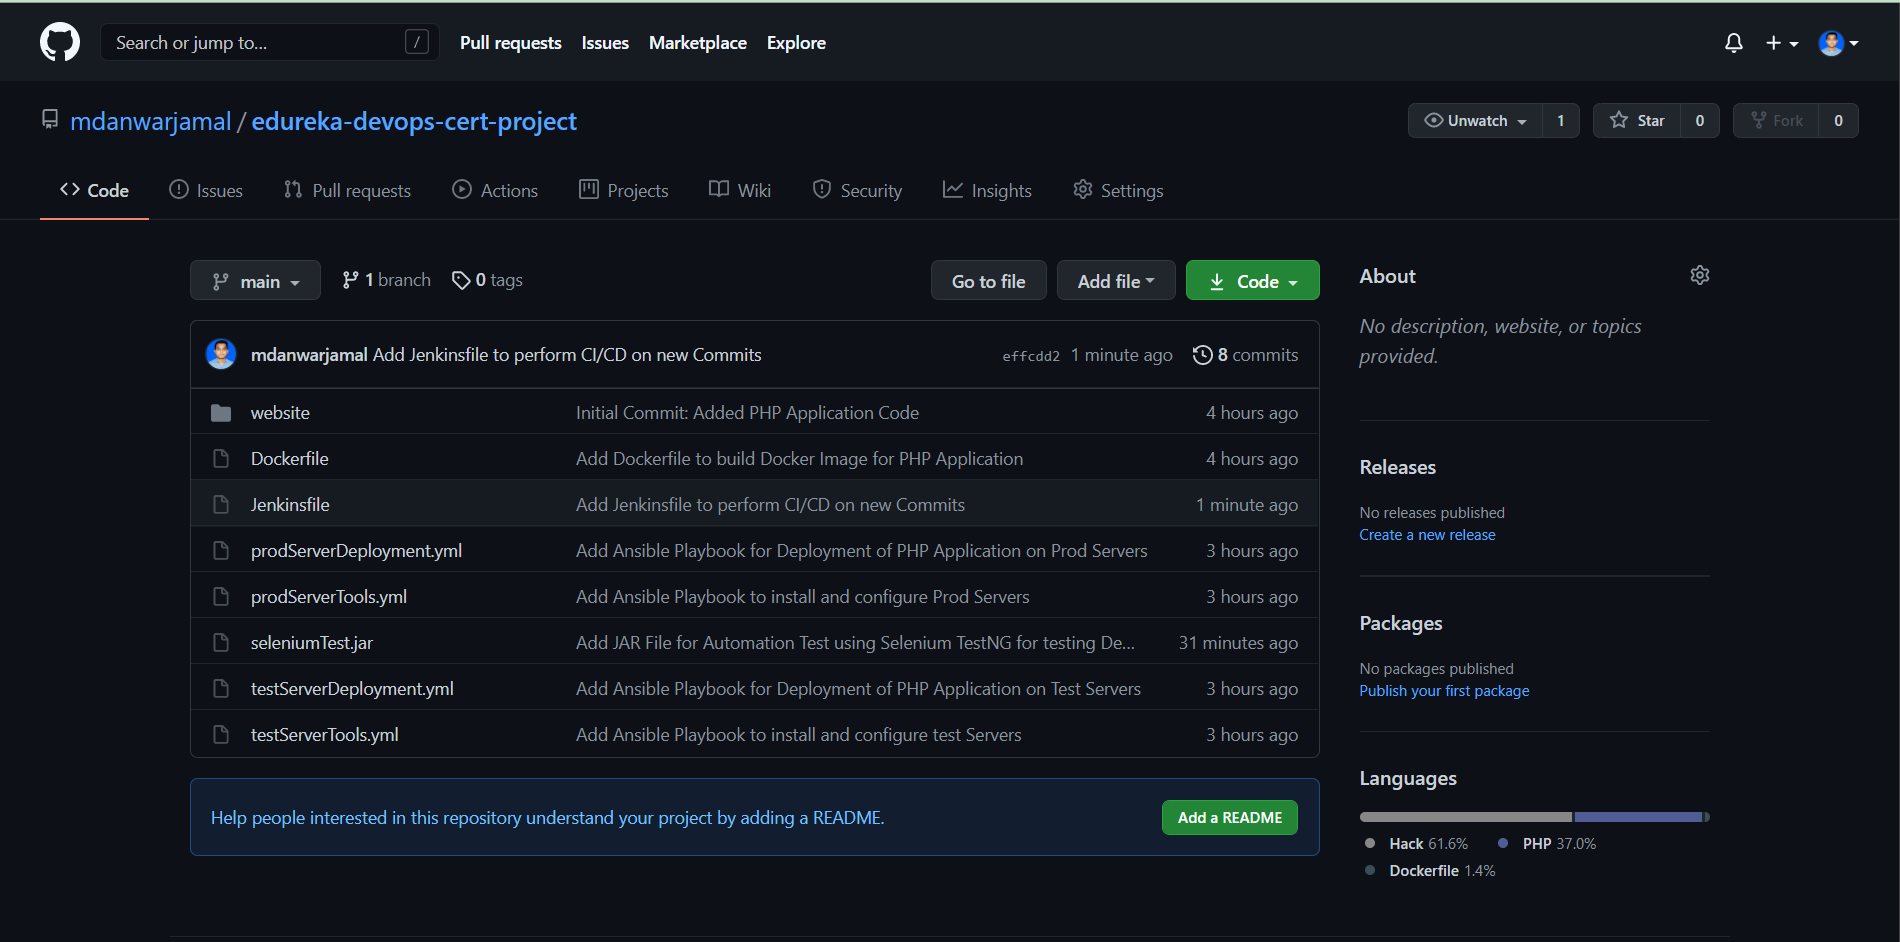 Search or jump to... /
Pull requests Issues Marketplace Explore
mdanwarjamal / edureka-devops-cert-project
Unwatch 1 Star 0 Fork 0
Code Issues Pull requests Actions Projects Wiki Security Insights Settings
main 1 branch 0 tags
Go to file Add file Code
mdanwarjamal Add Jenkinsfile to perform CI/CD on new Commits effcdd2 1 minute ago 8 commits
website Initial Commit: Added PHP Application Code 4 hours ago
Dockerfile Add Dockerfile to build Docker Image for PHP Application 4 hours ago
Jenkinsfile Add Jenkinsfile to perform CI/CD on new Commits 1 minute ago
prodServerDeployment.yml Add Ansible Playbook for Deployment of PHP Application on Prod Servers 3 hours ago
prodServerTools.yml Add Ansible Playbook to install and configure Prod Servers 3 hours ago
seleniumTest.jar Add JAR File for Automation Test using Selenium TestNG for testing De... 31 minutes ago
testServerDeployment.yml Add Ansible Playbook for Deployment of PHP Application on Test Servers 3 hours ago
testServerTools.yml Add Ansible Playbook to install and configure test Servers 3 hours ago
Help people interested in this repository understand your project by adding a README.
Add a README
About
No description, website, or topics
provided.
Releases
No releases published
Create a new release
Packages
No packages published
Publish your first package
Languages
Hack 61.6% PHP 37.0%
Dockerfile 1.4%